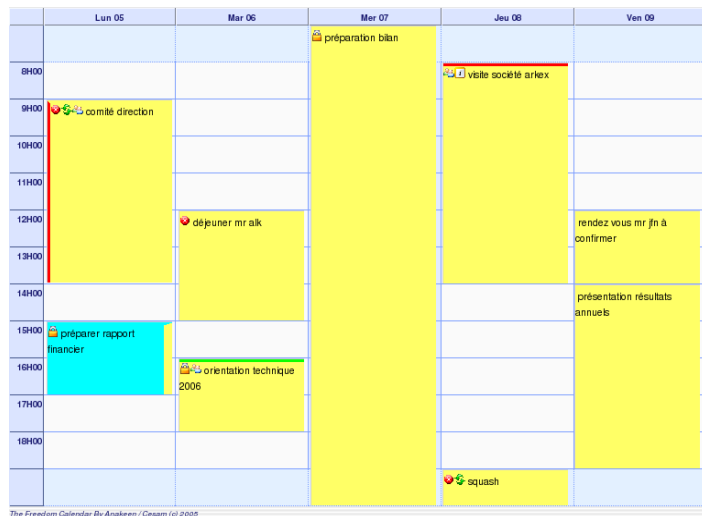 Lun 05 Mar 06 Mer 07 Jeu 08 Ven 09
préparation bilan
8H00
visite société arkex
9H00
comité direction
10H00
11H00
12H00
déjeuner mr alk
rendez vous mr jfn à
confirmer
13H00
14H00
présentation résultats
annuels
15H00
préparer rapport
financier
16H00
orientation technique
2006
17H00
18H00
squash
The Freedom Calendar By Anakeen / Cesam (c) 2005